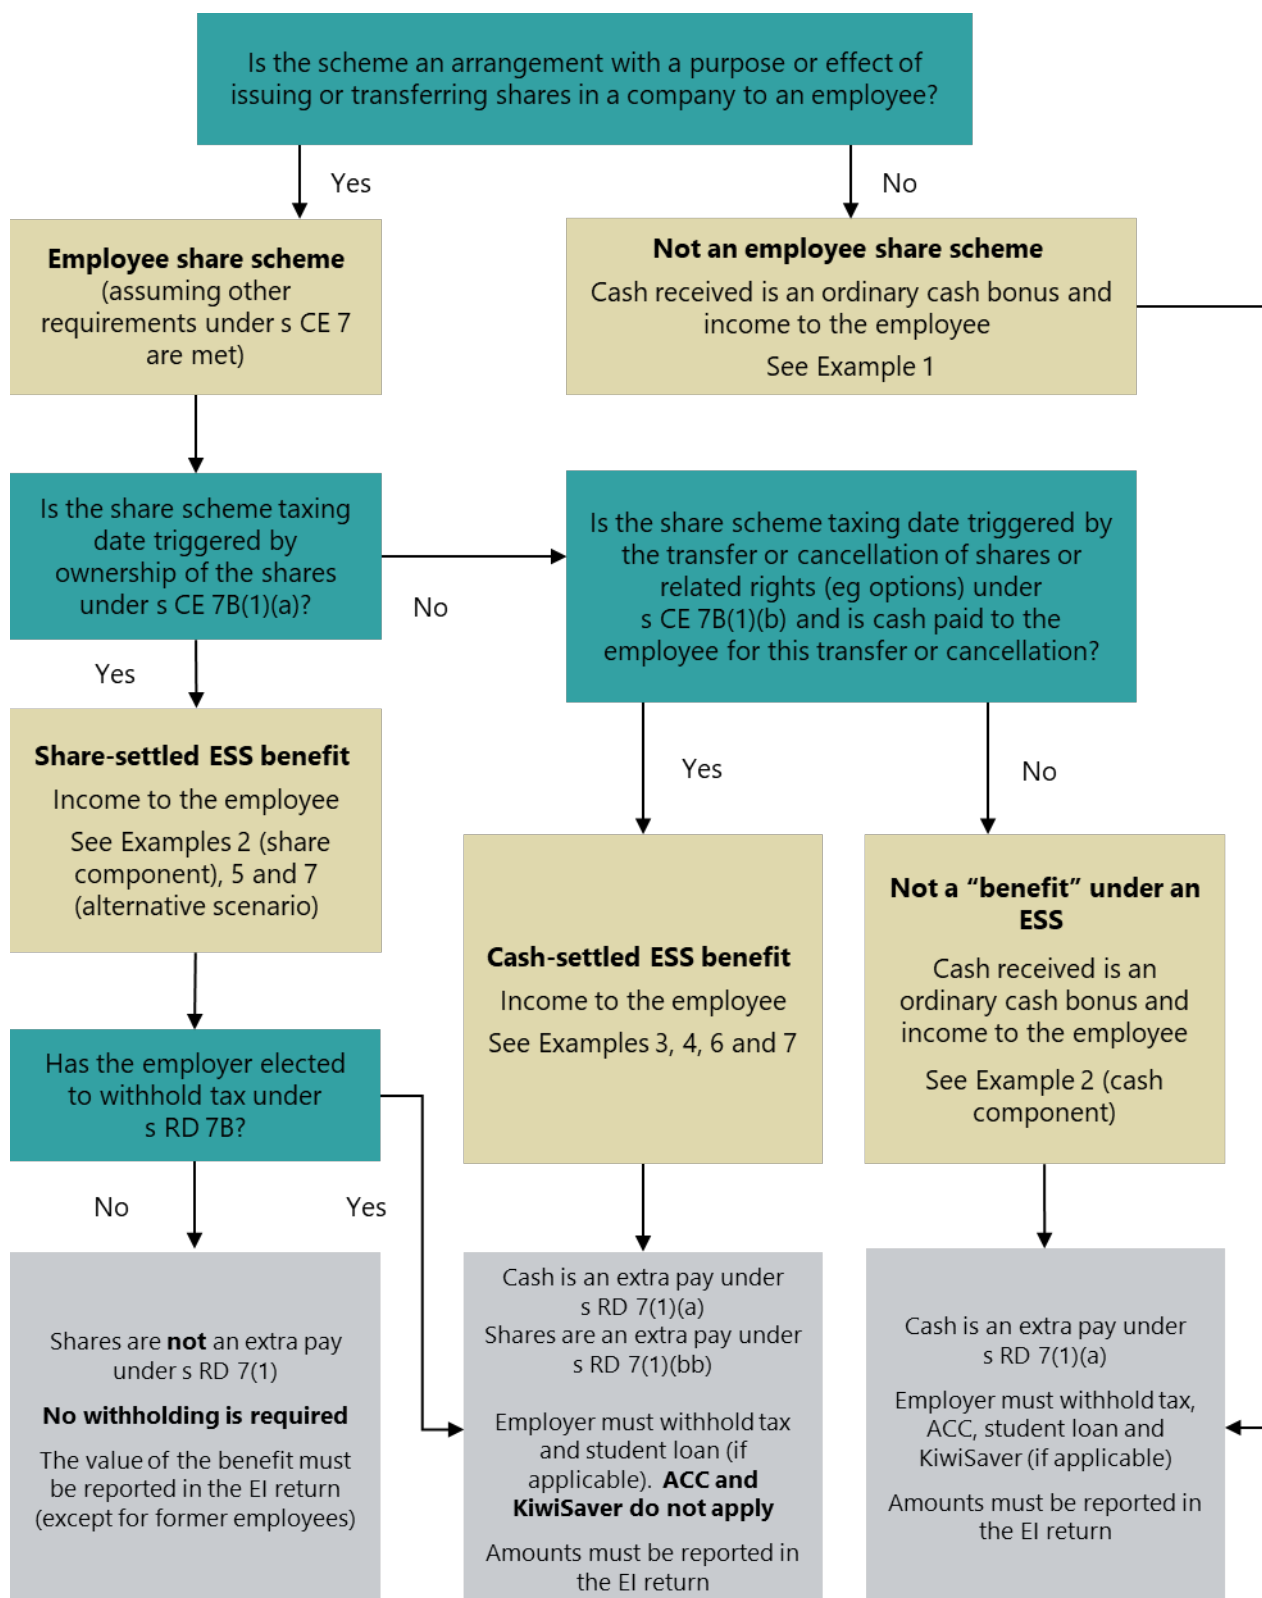 Is the scheme an arrangement with a purpose or effect of
issuing or transferring shares in a company to an employee?
Yes
No
Employee share scheme
(assuming other
requirements under s CE 7
are met)
Not an employee share scheme
Cash received is an ordinary cash bonus and
income to the employee
See Example 1
Is the share scheme taxing
date triggered by
ownership of the shares
under s CE 7B(1)(a)?
No
Is the share scheme taxing date triggered by
the transfer or cancellation of shares or
related rights (eg options) under
s CE 7B(1)(b) and is cash paid to the
employee for this transfer or cancellation?
Yes
Yes
No
Share-settled ESS benefit
Income to the employee
See Examples 2 (share
component), 5 and 7
(alternative scenario)
Cash-settled ESS benefit
Income to the employee
See Examples 3, 4, 6 and 7
Not a “benefit” under an
ESS
Cash received is an
ordinary cash bonus and
income to the employee
See Example 2 (cash
component)
Has the employer elected
to withhold tax under
s RD 7B?
No
Yes
Shares are not an extra pay
under s RD 7(1)
No withholding is required
The value of the benefit must
be reported in the EI return
(except for former employees)
Cash is an extra pay under
s RD 7(1)(a)
Shares are an extra pay under
s RD 7(1)(bb)
Employer must withhold tax
and student loan (if
applicable). ACC and
KiwiSaver do not apply
Amounts must be reported in
the EI return
Cash is an extra pay under
s RD 7(1)(a)
Employer must withhold tax,
ACC, student loan and
KiwiSaver (if applicable)
Amounts must be reported in
the EI return